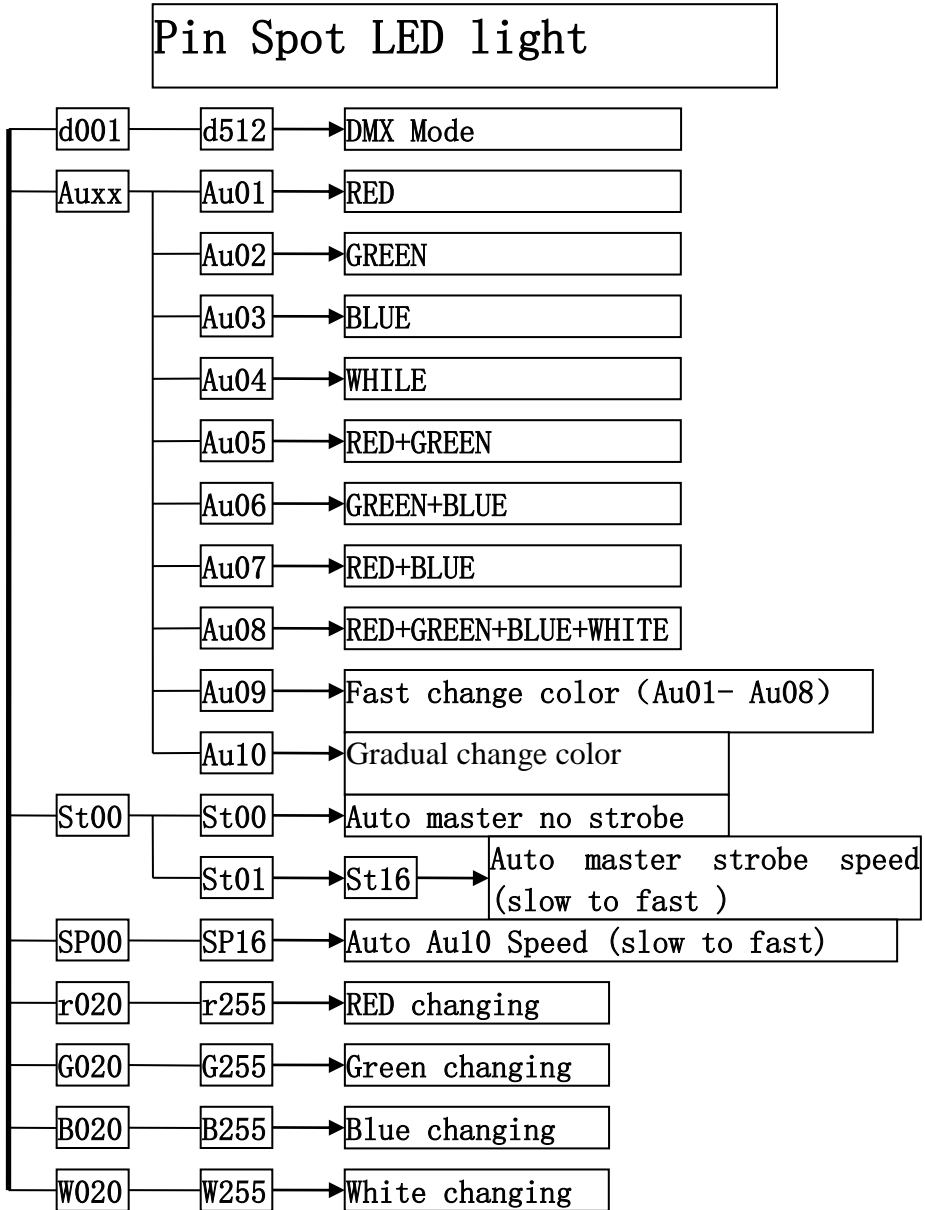 Pin Spot LED light
d001 d512 DMX Mode
Auxx Au01 RED
Au02 GREEN
Au03 BLUE
Au04 WHILE
Au05 RED+GREEN
Au06 GREEN+BLUE
Au07 RED+BLUE
Au08 RED+GREEN+BLUE+WHITE
Au09 Fast change color（Au01- Au08）
Au10 Gradual change color
St00 St00 Auto master no strobe
St01 St16 Auto master strobe speed
(slow to fast )
SP00 SP16 Auto Au10 Speed (slow to fast)
r020 r255 RED changing
G020 G255 Green changing
B020 B255 Blue changing
W020 W255 White changing